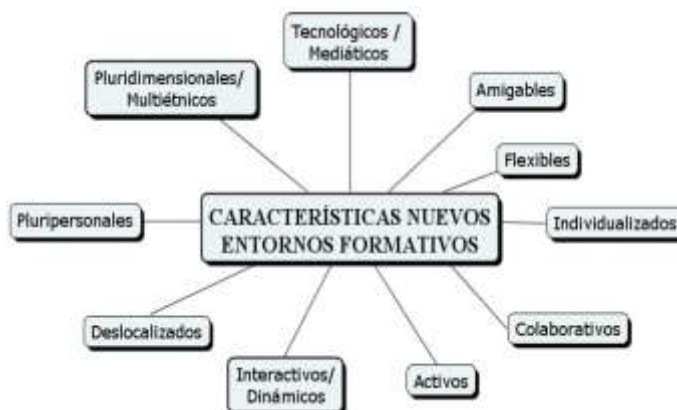 Tecnológicos /
Mediáticos
Pluridimensionales/
Multiétnicos
Amigables
Flexibles
Pluripersonales
CARACTERÍSTICAS NUEVOS
ENTORNOS FORMATIVOS
Individualizados
Deslocalizados
Colaborativos
Interactivos/
Dinámicos
Activos